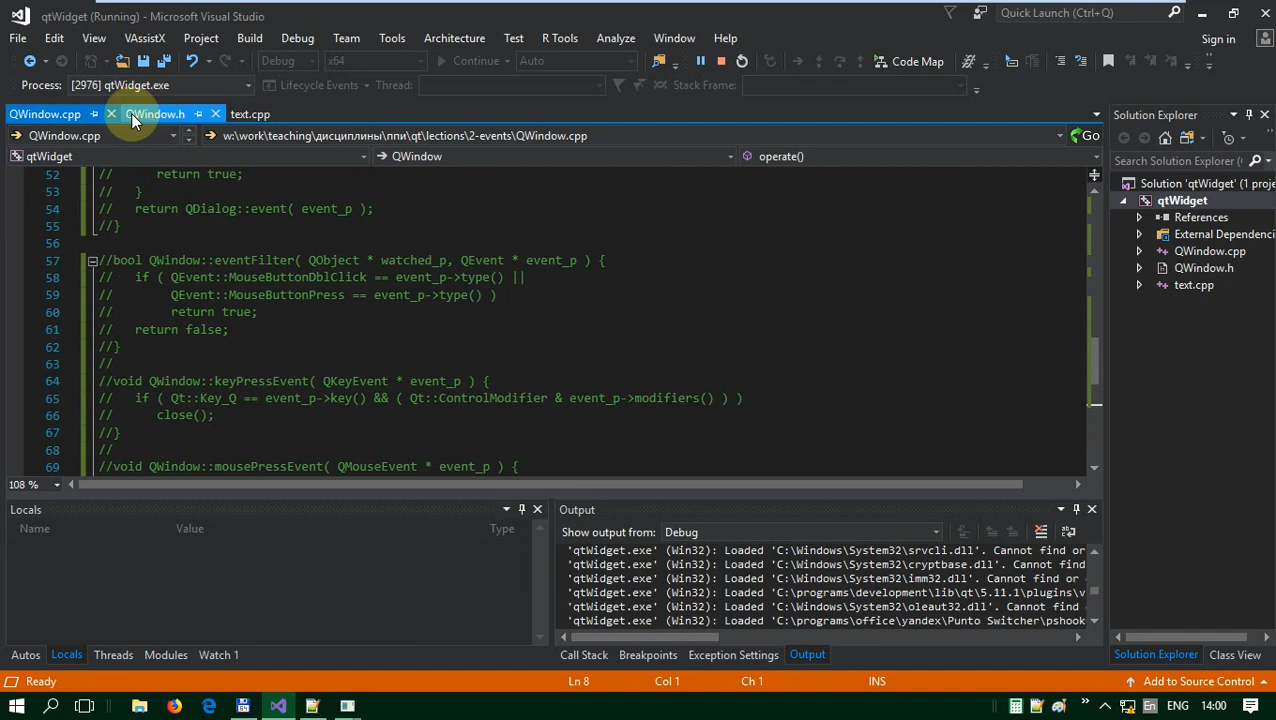 qtWidget (Running) - Microsoft Visual Studio
Quick Launch (Ctrl+Q)
File Edit View VAssistX Project Build Debug Team Tools Architecture Test R Tools Analyze Window Help
Sign in
Debug x64 Continue Auto Code Map
Process: [2976] qtWidget.exe Lifecycle Events Thread: Stack Frame:
QWindow.cpp QWindow.h text.cpp
QWindow.cpp w:\work\teaching\дисциплины\ппи\qt\lections\2-events\QWindow.cpp Go
qtWidget QWindow operate()
52 // return true;
53 // }
54 // return QDialog::event( event_p );
55 //}
56
57 //bool QWindow::eventFilter( QObject * watched_p, QEvent * event_p ) {
58 // if ( QEvent::MouseButtonDblClick == event_p->type() ||
59 // QEvent::MouseButtonPress == event_p->type() )
60 // return true;
61 // return false;
62 //}
63 //
64 //void QWindow::keyPressEvent( QKeyEvent * event_p ) {
65 // if ( Qt::Key_Q == event_p->key() && ( Qt::ControlModifier & event_p->modifiers() ) )
66 // close();
67 //}
68 //
69 //void QWindow::mousePressEvent( QMouseEvent * event_p ) {
108 %
Solution Explorer
Search Solution Explorer
Solution 'qtWidget' (1 proje
qtWidget
References
External Dependenci
QWindow.cpp
QWindow.h
text.cpp
Locals
Name Value Type
Autos Locals Threads Modules Watch 1
Output
Show output from: Debug
'qtWidget.exe' (Win32): Loaded 'C:\Windows\System32\srvcli.dll'. Cannot find or
'qtWidget.exe' (Win32): Loaded 'C:\Windows\System32\cryptbase.dll'. Cannot find
'qtWidget.exe' (Win32): Loaded 'C:\Windows\System32\imm32.dll'. Cannot find or
'qtWidget.exe' (Win32): Loaded 'C:\programs\development\lib\qt\5.11.1\plugins\v
'qtWidget.exe' (Win32): Loaded 'C:\Windows\System32\oleaut32.dll'. Cannot find
'qtWidget.exe' (Win32): Loaded 'C:\programs\office\yandex\Punto Switcher\pshook
Call Stack Breakpoints Exception Settings Output
Solution Explorer Class View
Ready Ln 8 Col 1 Ch 1 INS Add to Source Control
64 En ENG 14:00